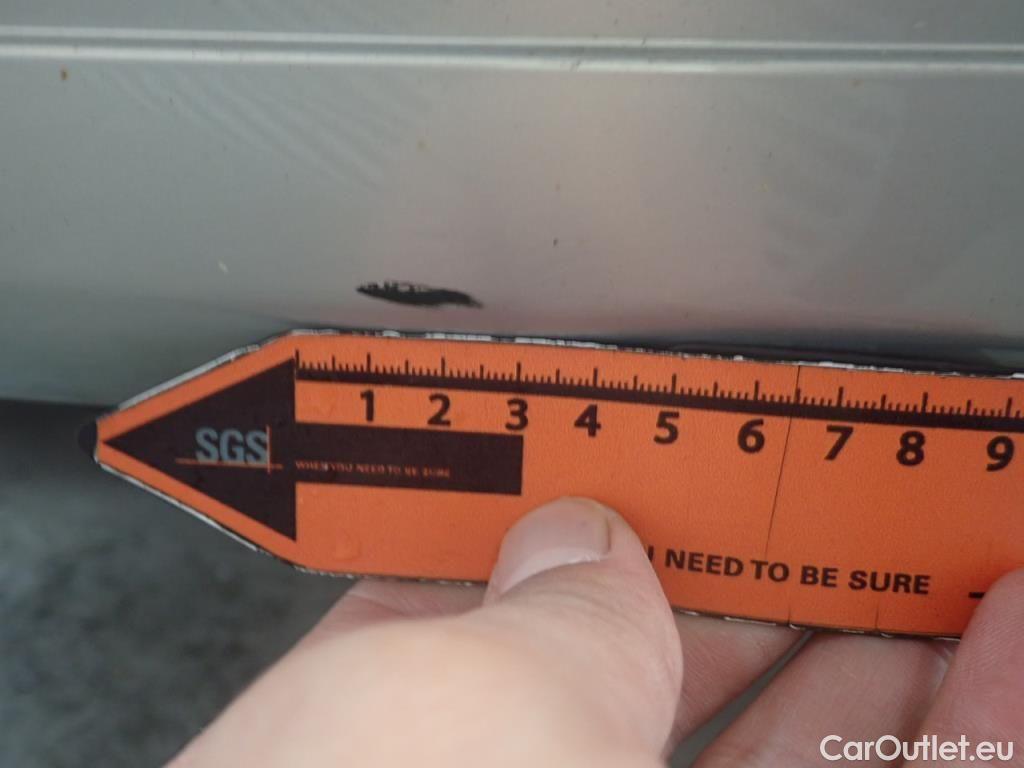 1 2 3 4 5 6 7 8 9
SGS
WHEN YOU NEED TO BE SURE
NEED TO BE SURE
CarOutlet.eu